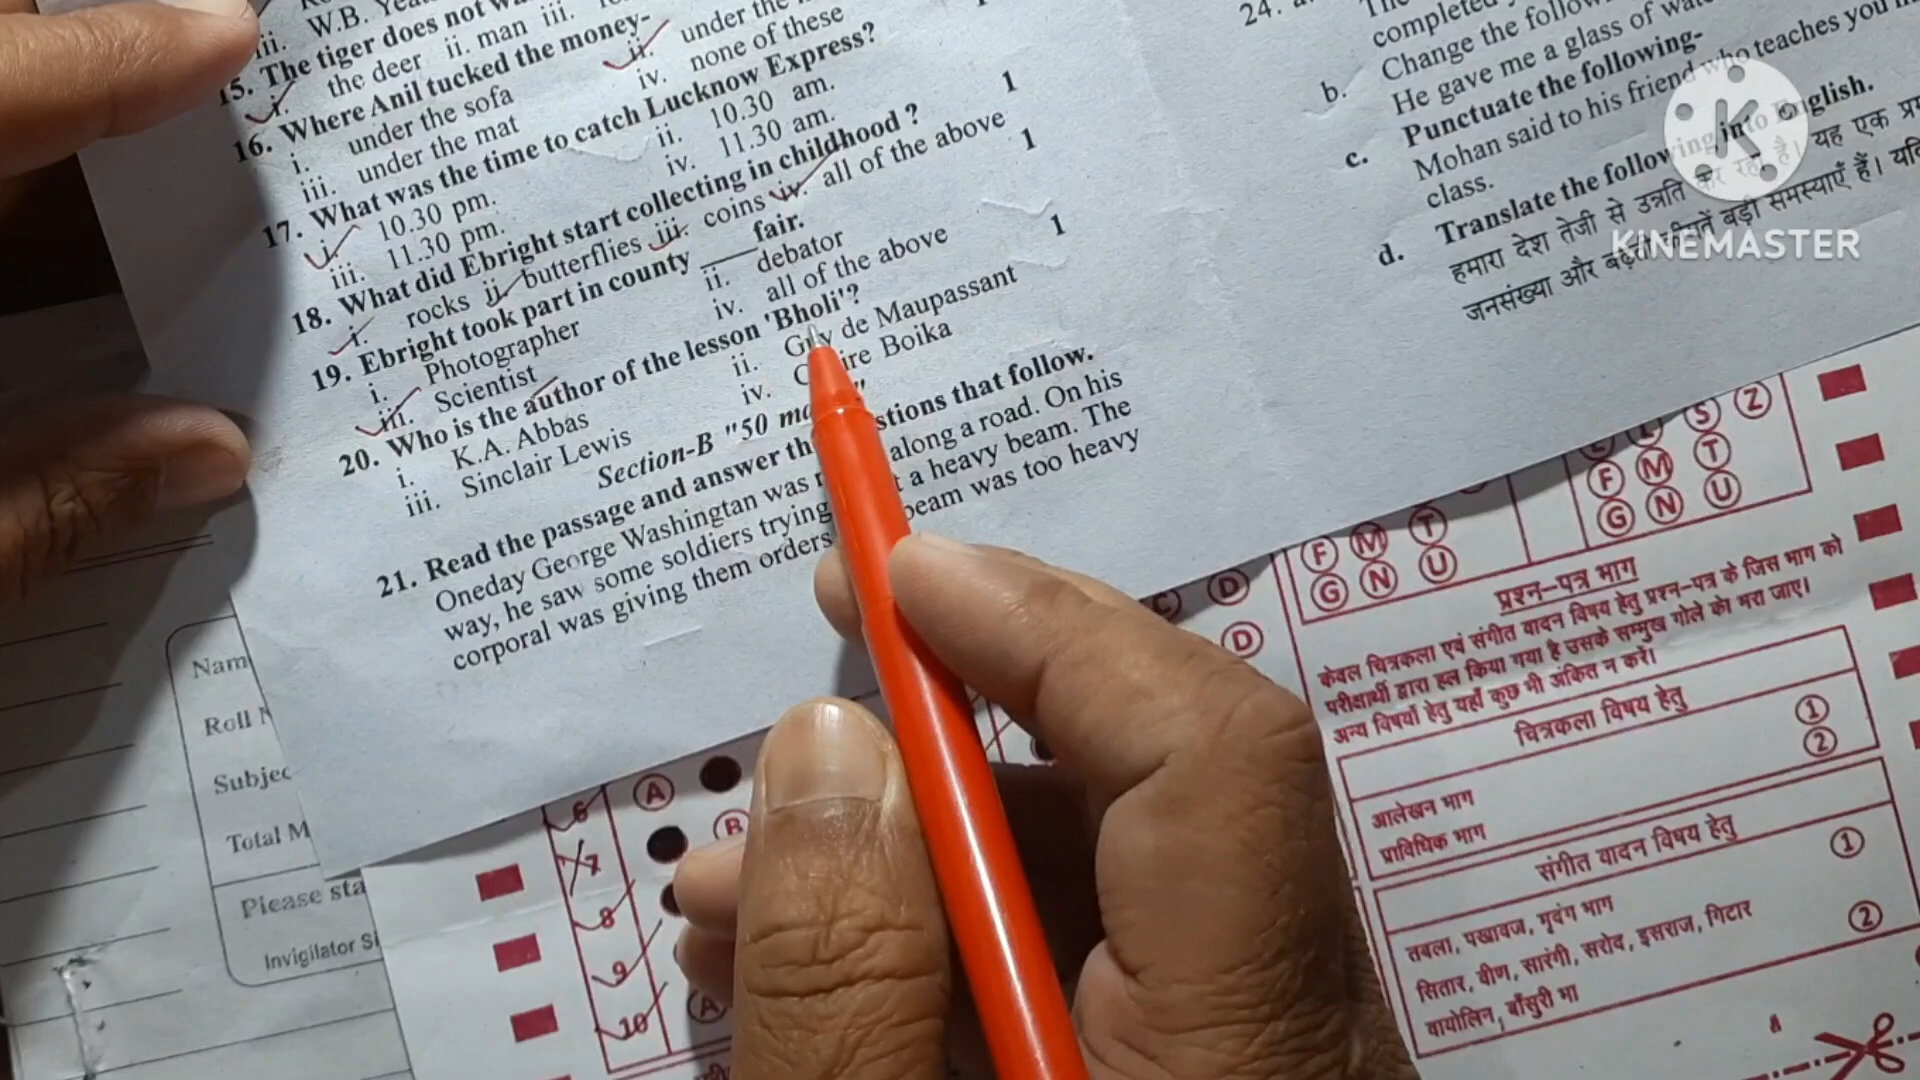 iii. W.B.
15. The tiger does not
i. the deer ii. man iii.
16. Where Anil tucked the money-
i. under the sofa ii. under the
iii. under the mat iv. none of these
17. What was the time to catch Lucknow Express?
i. 10.30 pm. ii. 10.30 am.
iii. 11.30 pm. iv. 11.30 am.
18. What did Ebright start collecting in childhood ? 1
i. rocks ii. butterflies iii. coins iv. all of the above
19. Ebright took part in county ____ fair. 1
i. Photographer ii. debator
iii. Scientist iv. all of the above
20. Who is the author of the lesson 'Bholi'? 1
i. K.A. Abbas ii. Guy de Maupassant
iii. Sinclair Lewis iv. Boika
Section-B "50
21. Read the passage and answer the questions that follow.
Oneday George Washingtan was along a road. On his
way, he saw some soldiers trying a heavy beam. The
corporal was giving them orders beam was too heavy
24. a.
completed
b. Change the
He gave me a glass of
c. Punctuate the following-
Mohan said to his friend who teaches you
class.
d. Translate the following into English.
हमारा देश तेजी से उन्नति कर रहा है। यह एक
जनसंख्या और बढ़ती कीमतें बड़ी समस्याएँ हैं। यदि
K
KINEMASTER
Nam
Roll N
Subjec
Total M
Please sta
Invigilator Si
6 A
7 B
8
9
10 A
D
D
S Z
F M T
G N U
F M T
G N U
प्रश्न-पत्र भाग
केवल चित्रकला एवं संगीत वादन विषय हेतु प्रश्न-पत्र के जिस भाग को
परीक्षार्थी द्वारा हल किया गया है उसके सम्मुख गोले को भरा जाए।
अन्य विषयों हेतु यहाँ कुछ भी अंकित न करें।
चित्रकला विषय हेतु
आलेखन भाग 1
प्राविधिक भाग 2
संगीत वादन विषय हेतु
तबला, पखावज, मृदंग भाग 1
सितार, वीणा, सारंगी, सरोद, इसराज, गिटार
वायोलिन, बाँसुरी भा 2